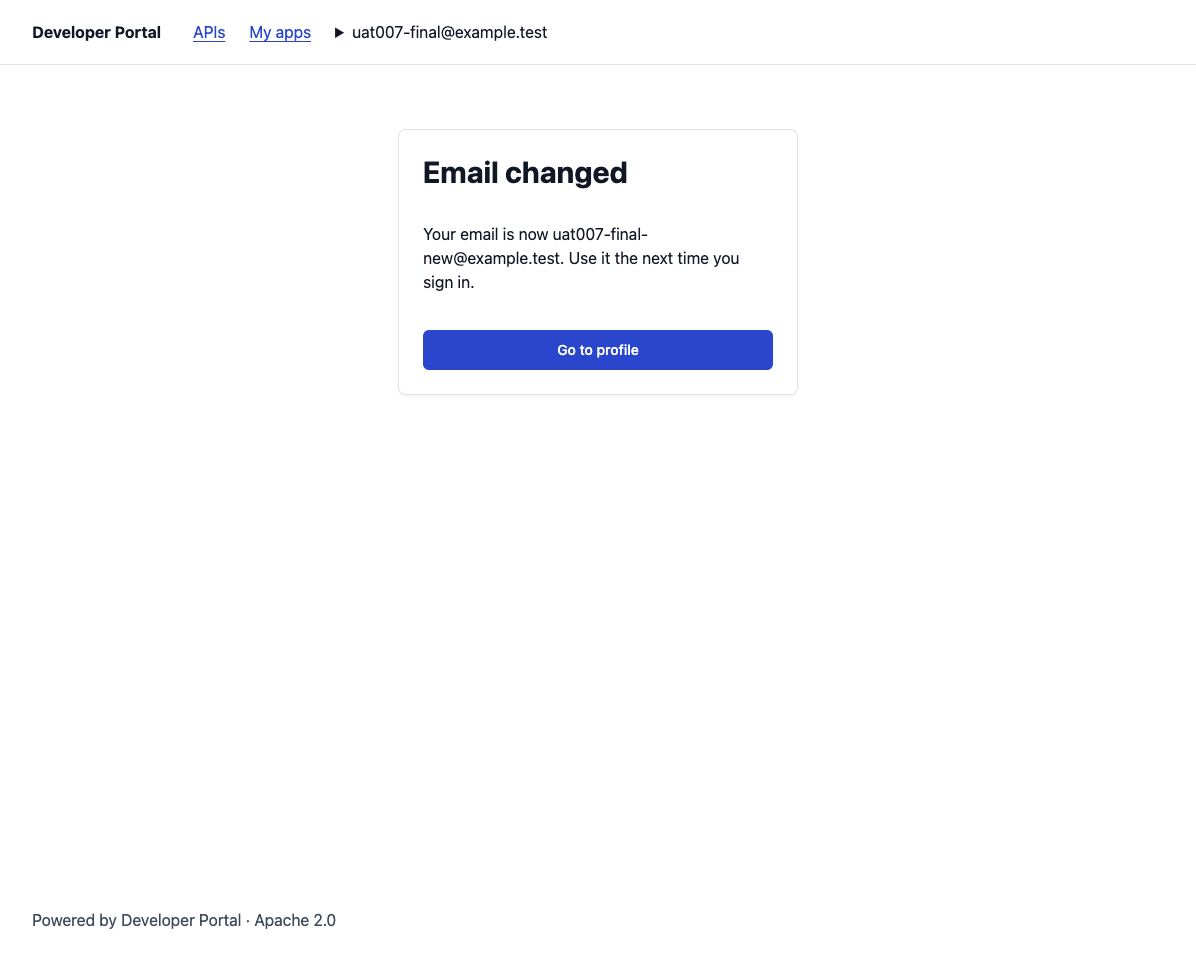 Developer Portal APIs My apps ▶ uat007-final@example.test
Email changed
Your email is now uat007-final-
new@example.test. Use it the next time you
sign in.
Go to profile
Powered by Developer Portal · Apache 2.0